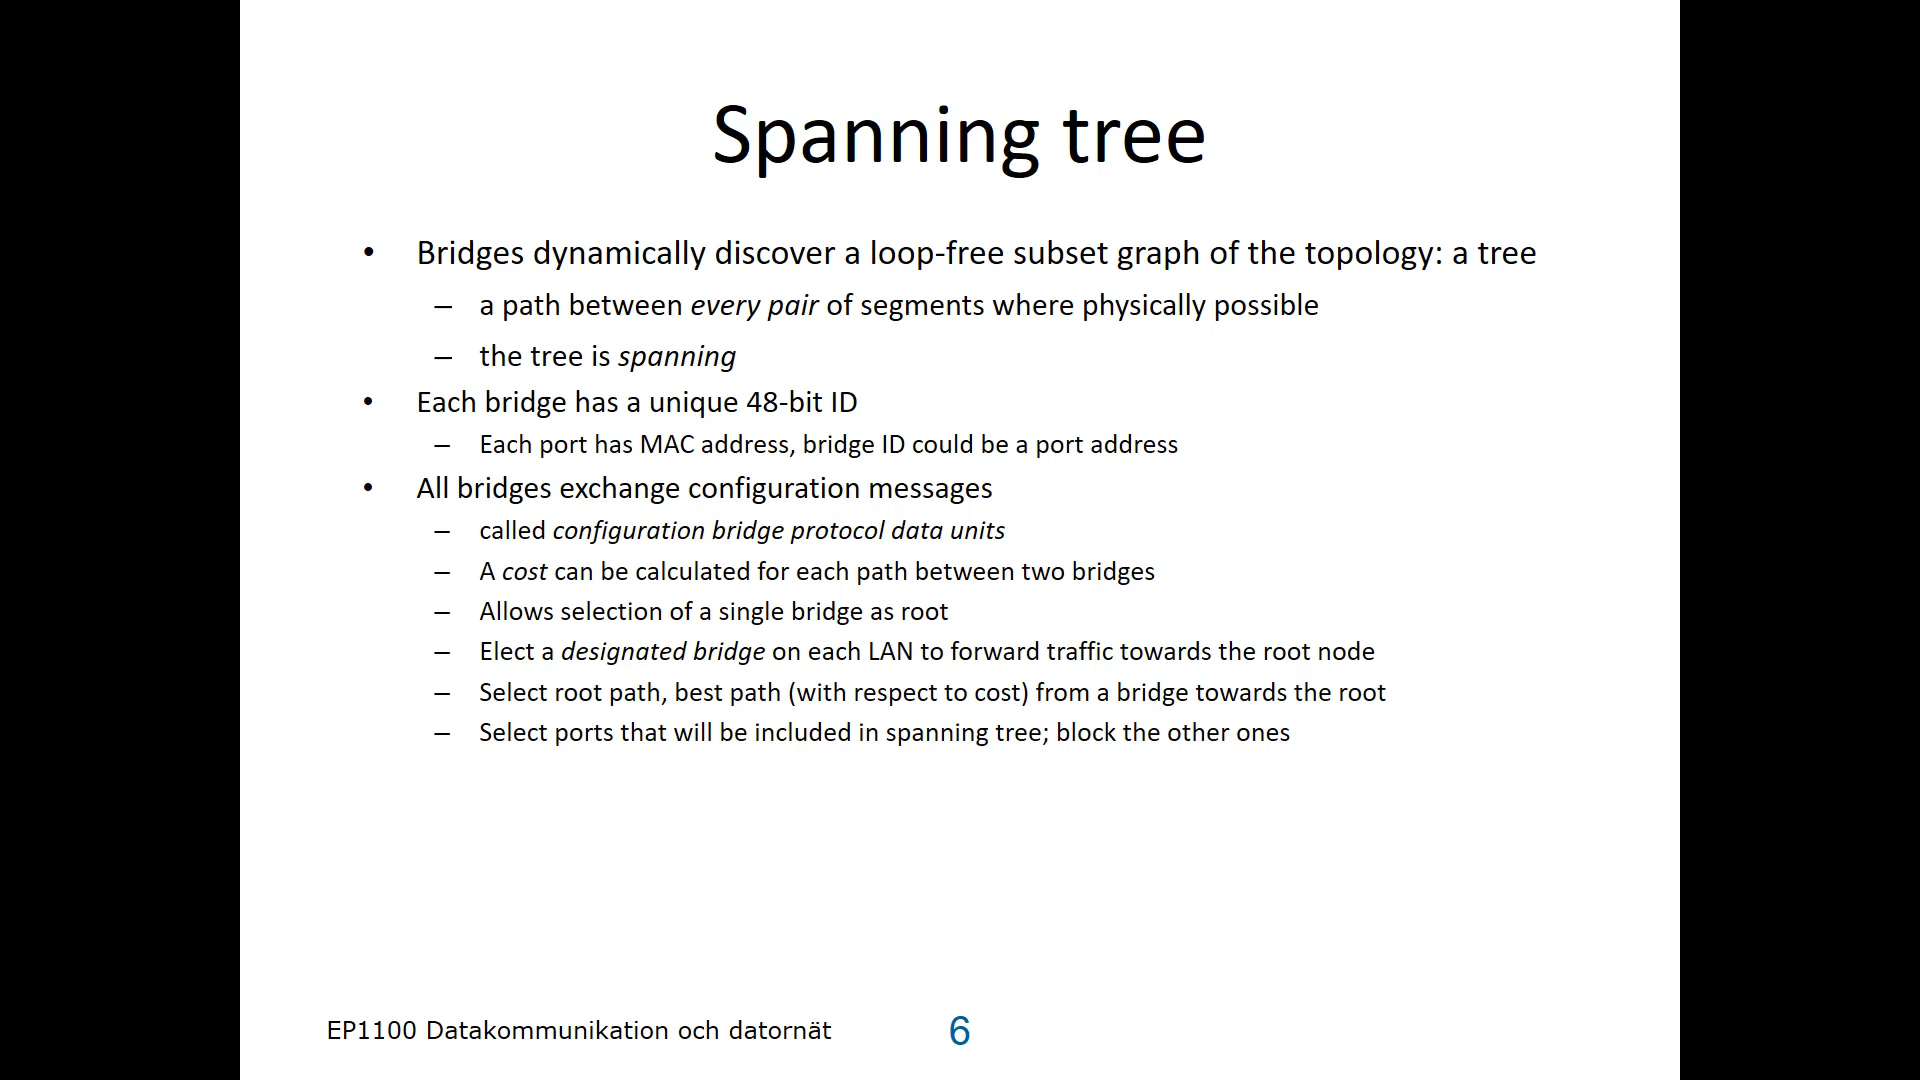 Spanning tree
• Bridges dynamically discover a loop-free subset graph of the topology: a tree
– a path between every pair of segments where physically possible
– the tree is spanning
• Each bridge has a unique 48-bit ID
– Each port has MAC address, bridge ID could be a port address
• All bridges exchange configuration messages
– called configuration bridge protocol data units
– A cost can be calculated for each path between two bridges
– Allows selection of a single bridge as root
– Elect a designated bridge on each LAN to forward traffic towards the root node
– Select root path, best path (with respect to cost) from a bridge towards the root
– Select ports that will be included in spanning tree; block the other ones
EP1100 Datakommunikation och datornät 6